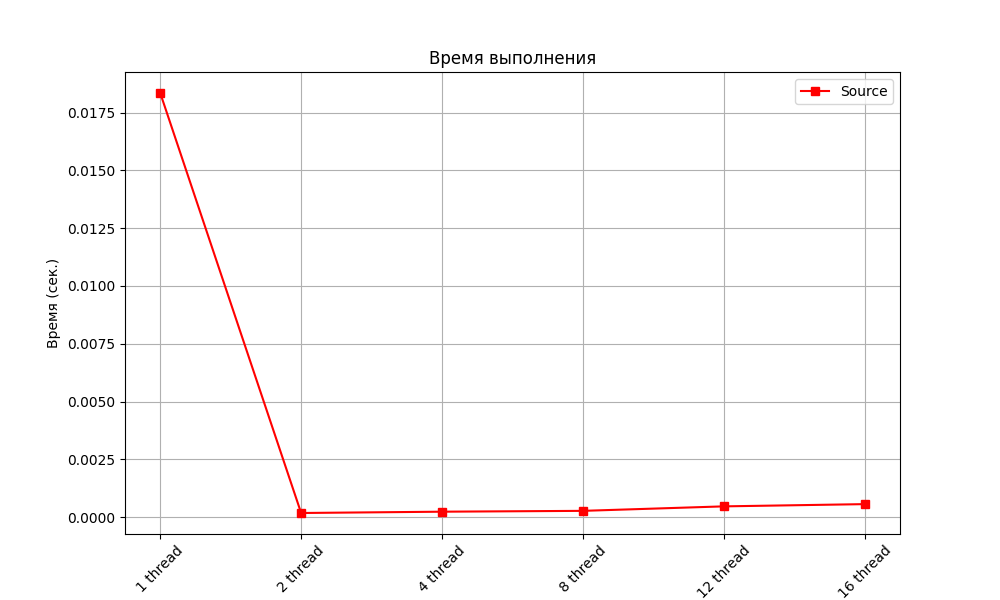 Время выполнения
Source
Время (сек.)
0.0175
0.0150
0.0125
0.0100
0.0075
0.0050
0.0025
0.0000
1 thread
2 thread
4 thread
8 thread
12 thread
16 thread